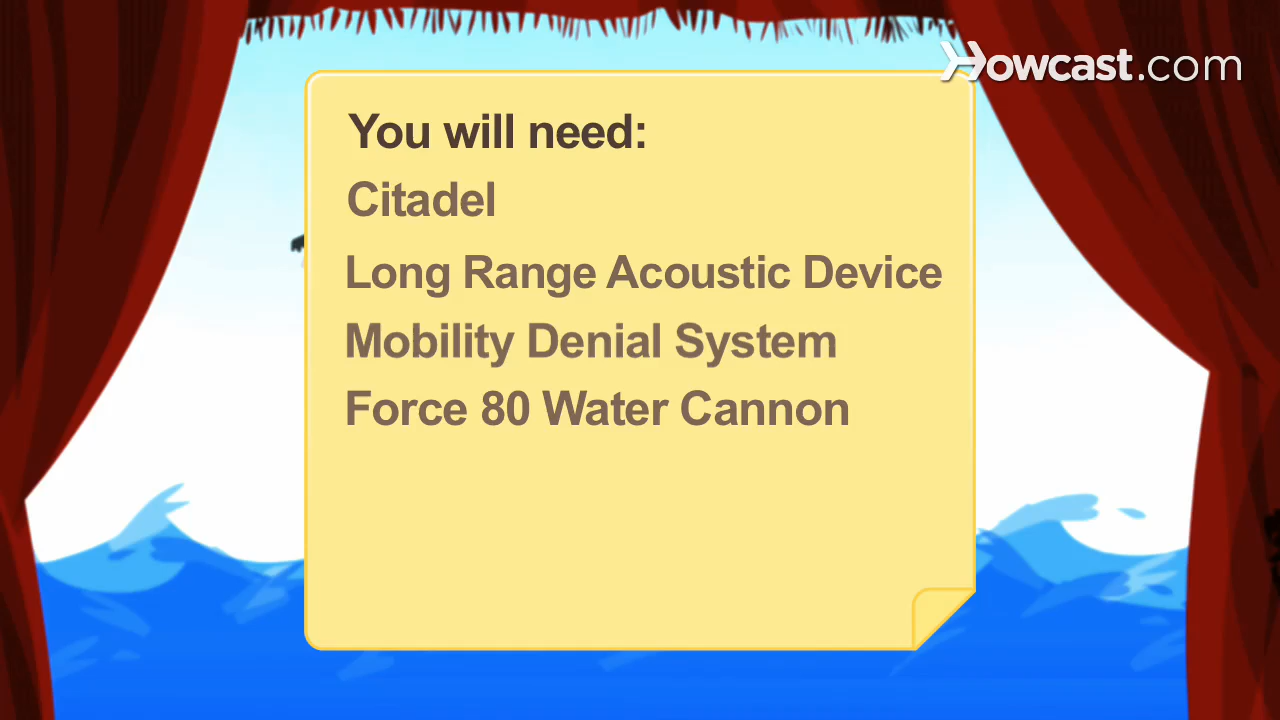 Howcast.com
You will need:
Citadel
Long Range Acoustic Device
Mobility Denial System
Force 80 Water Cannon